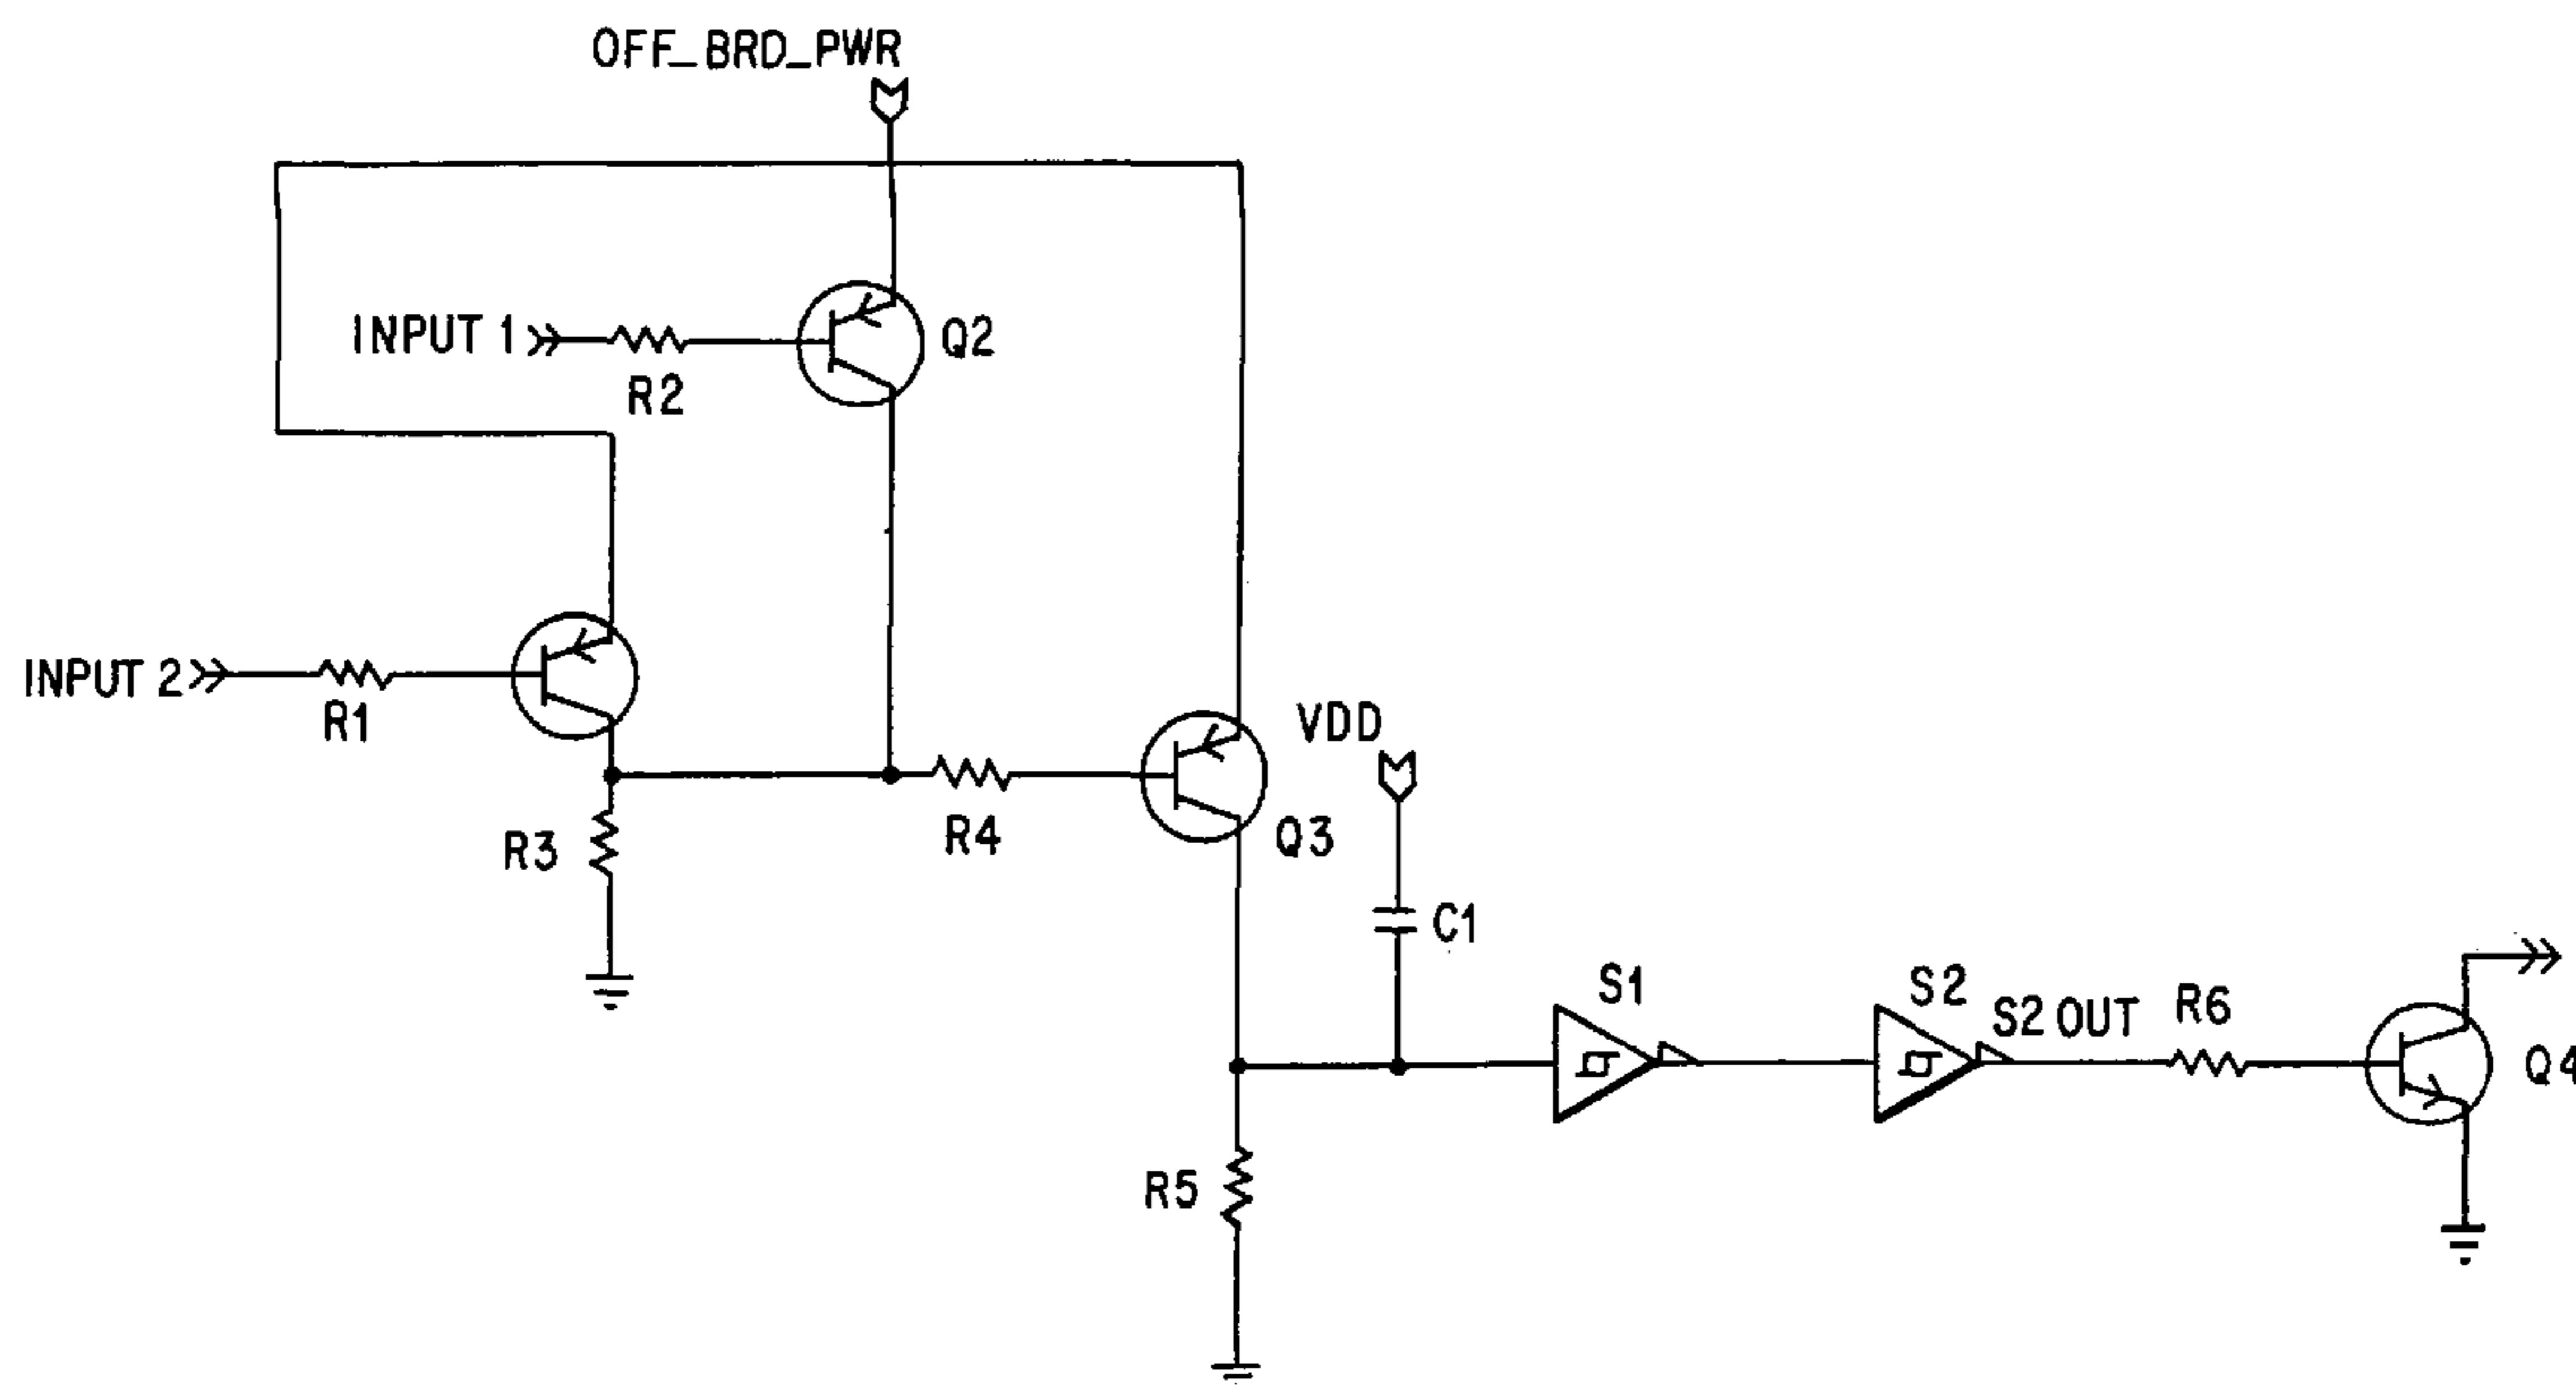 OFF_BRD_PWR
INPUT 1
R2
Q2
INPUT 2
R1
R3
R4
Q3
VDD
C1
R5
S1
S2
S2 OUT
R6
Q4